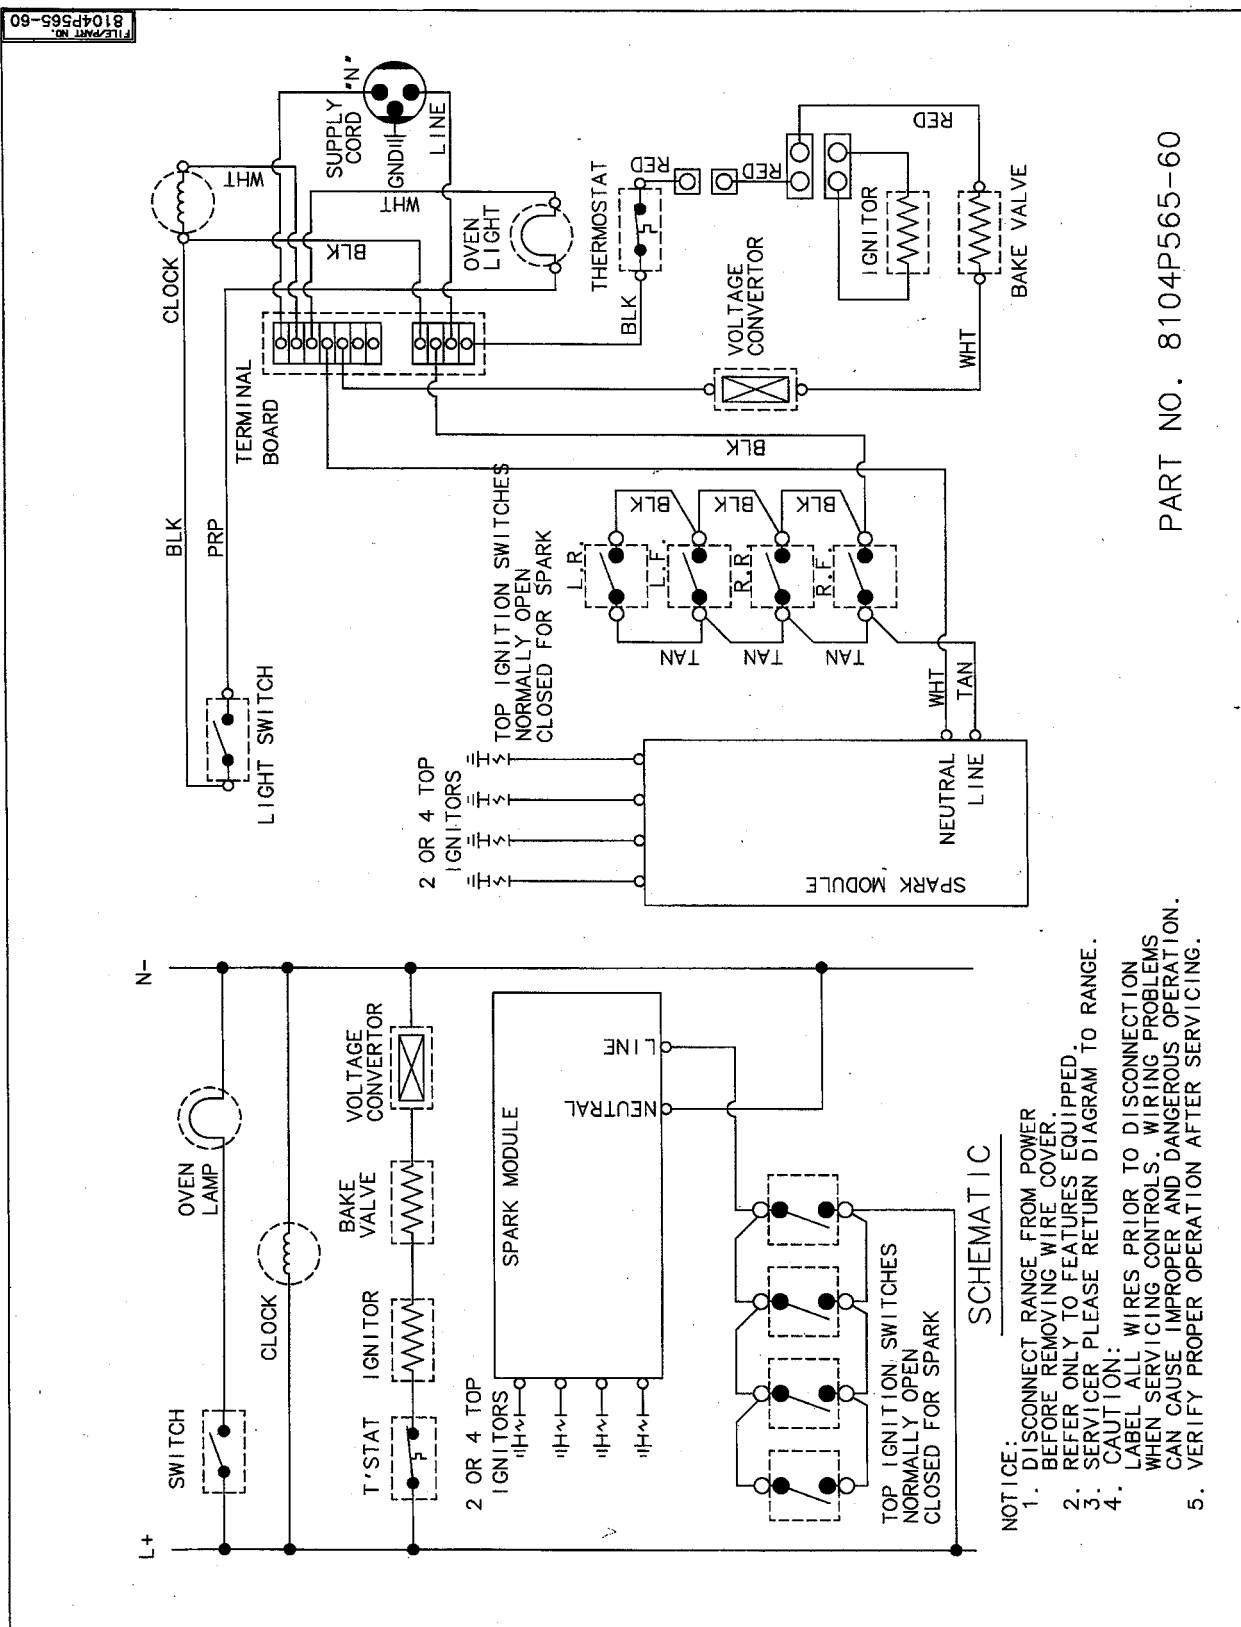 FILE/PART NO.
8104P565-60
CLOCK
WHT
SUPPLY
CORD
"N"
GND
LINE
WHT
BLK
OVEN
LIGHT
THERMOSTAT
RED
RED
RED
IGNITOR
BAKE VALVE
BLK
VOLTAGE
CONVERTOR
WHT
TERMINAL
BOARD
BLK
PRP
LIGHT SWITCH
BLK
TOP IGNITION SWITCHES
NORMALLY OPEN
CLOSED FOR SPARK
L.R.
L.F.
R.R.
R.F.
BLK
BLK
BLK
TAN
TAN
TAN
WHT
TAN
2 OR 4 TOP
IGNITORS
NEUTRAL
LINE
SPARK MODULE
PART NO. 8104P565-60
L+
N-
SWITCH
OVEN
LAMP
CLOCK
T'STAT
IGNITOR
BAKE
VALVE
VOLTAGE
CONVERTOR
2 OR 4 TOP
IGNITORS
SPARK MODULE
LINE
NEUTRAL
TOP IGNITION SWITCHES
NORMALLY OPEN
CLOSED FOR SPARK
SCHEMATIC
NOTICE:
1. DISCONNECT RANGE FROM POWER
BEFORE REMOVING WIRE COVER.
2. REFER ONLY TO FEATURES EQUIPPED.
3. SERVICER PLEASE RETURN DIAGRAM TO RANGE.
4. CAUTION:
LABEL ALL WIRES PRIOR TO DISCONNECTION
WHEN SERVICING CONTROLS. WIRING PROBLEMS
CAN CAUSE IMPROPER AND DANGEROUS OPERATION.
5. VERIFY PROPER OPERATION AFTER SERVICING.